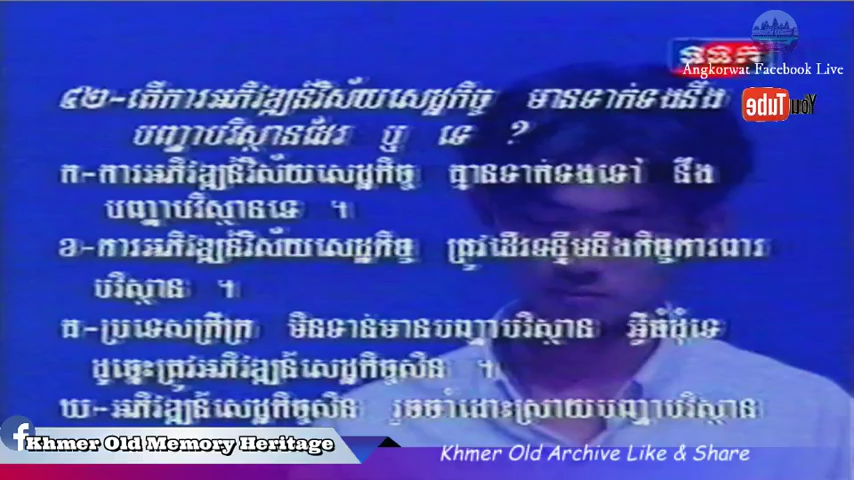 ទទក
Angkorwat Facebook Live
YouTube
៤២-តើការអភិវឌ្ឍន៍វិស័យសេដ្ឋកិច្ច មានទាក់ទងនឹង
បញ្ហាបរិស្ថានដែរ ឬ ទេ ?
ក-ការអភិវឌ្ឍន៍វិស័យសេដ្ឋកិច្ច គ្មានទាក់ទងទៅ នឹង
បញ្ហាបរិស្ថានទេ ។
ខ-ការអភិវឌ្ឍន៍វិស័យសេដ្ឋកិច្ច ត្រូវដើរទន្ទឹមនឹងកិច្ចការពារ
បរិស្ថាន ។
គ-ប្រទេសក្រីក្រ មិនទាន់មានបញ្ហាបរិស្ថាន អ្វីធំដុំទេ
ដូច្នេះត្រូវអភិវឌ្ឍន៍សេដ្ឋកិច្ចសិន ។
ឃ-អភិវឌ្ឍន៍សេដ្ឋកិច្ចសិន រួចចាំដោះស្រាយបញ្ហាបរិស្ថាន
Khmer Old Memory Heritage
Khmer Old Archive Like & Share